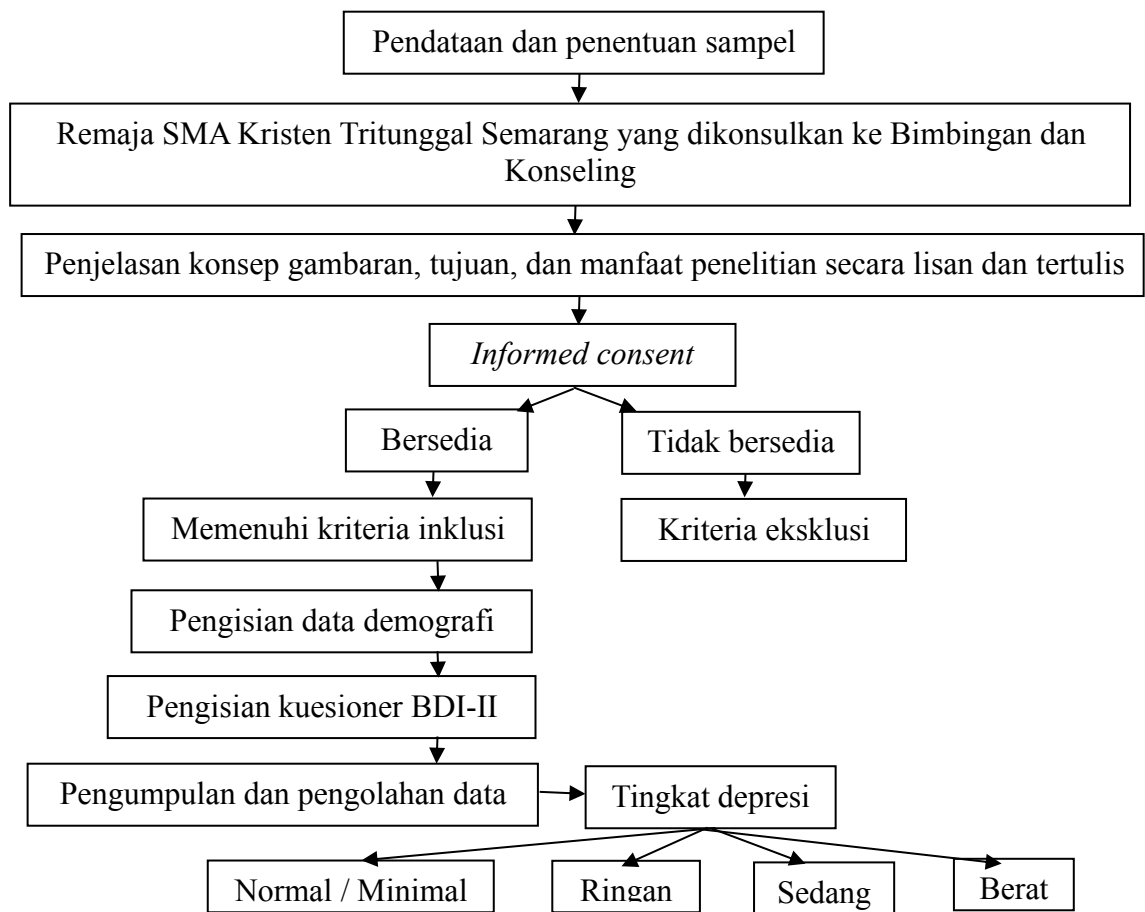 Pendataan dan penentuan sampel
Remaja SMA Kristen Tritunggal Semarang yang dikonsulkan ke Bimbingan dan
Konseling
Penjelasan konsep gambaran, tujuan, dan manfaat penelitian secara lisan dan tertulis
Informed consent
Bersedia
Tidak bersedia
Memenuhi kriteria inklusi
Kriteria eksklusi
Pengisian data demografi
Pengisian kuesioner BDI-II
Pengumpulan dan pengolahan data
Tingkat depresi
Normal / Minimal
Ringan
Sedang
Berat